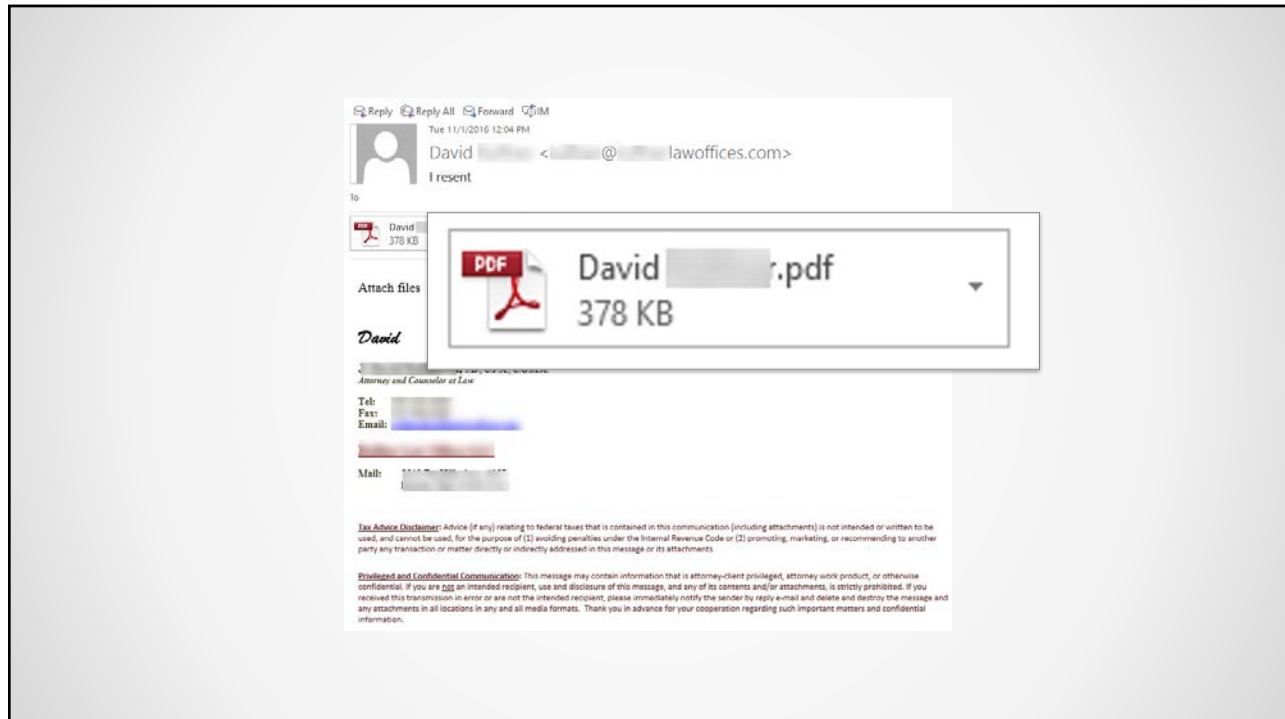 Reply Reply All Forward IM
Tue 11/1/2016 12:04 PM
David < @ lawoffices.com>
I resent
To
PDF David
378 KB
PDF David r.pdf
378 KB
Attach files
David
Attorney and Counselor at Law
Tel:
Fax:
Email:
Mail:
Tax Advice Disclaimer: Advice (if any) relating to federal taxes that is contained in this communication (including attachments) is not intended or written to be
used, and cannot be used, for the purpose of (1) avoiding penalties under the Internal Revenue Code or (2) promoting, marketing, or recommending to another
party any transaction or matter directly or indirectly addressed in this message or its attachments.
Privileged and Confidential Communication: This message may contain information that is attorney-client privileged, attorney work product, or otherwise
confidential. If you are not an intended recipient, use and disclosure of this message, and any of its contents and/or attachments, is strictly prohibited. If you
received this transmission in error or are not the intended recipient, please immediately notify the sender by reply e-mail and delete and destroy the message and
any attachments in all locations in any and all media formats. Thank you in advance for your cooperation regarding such important matters and confidential
information.